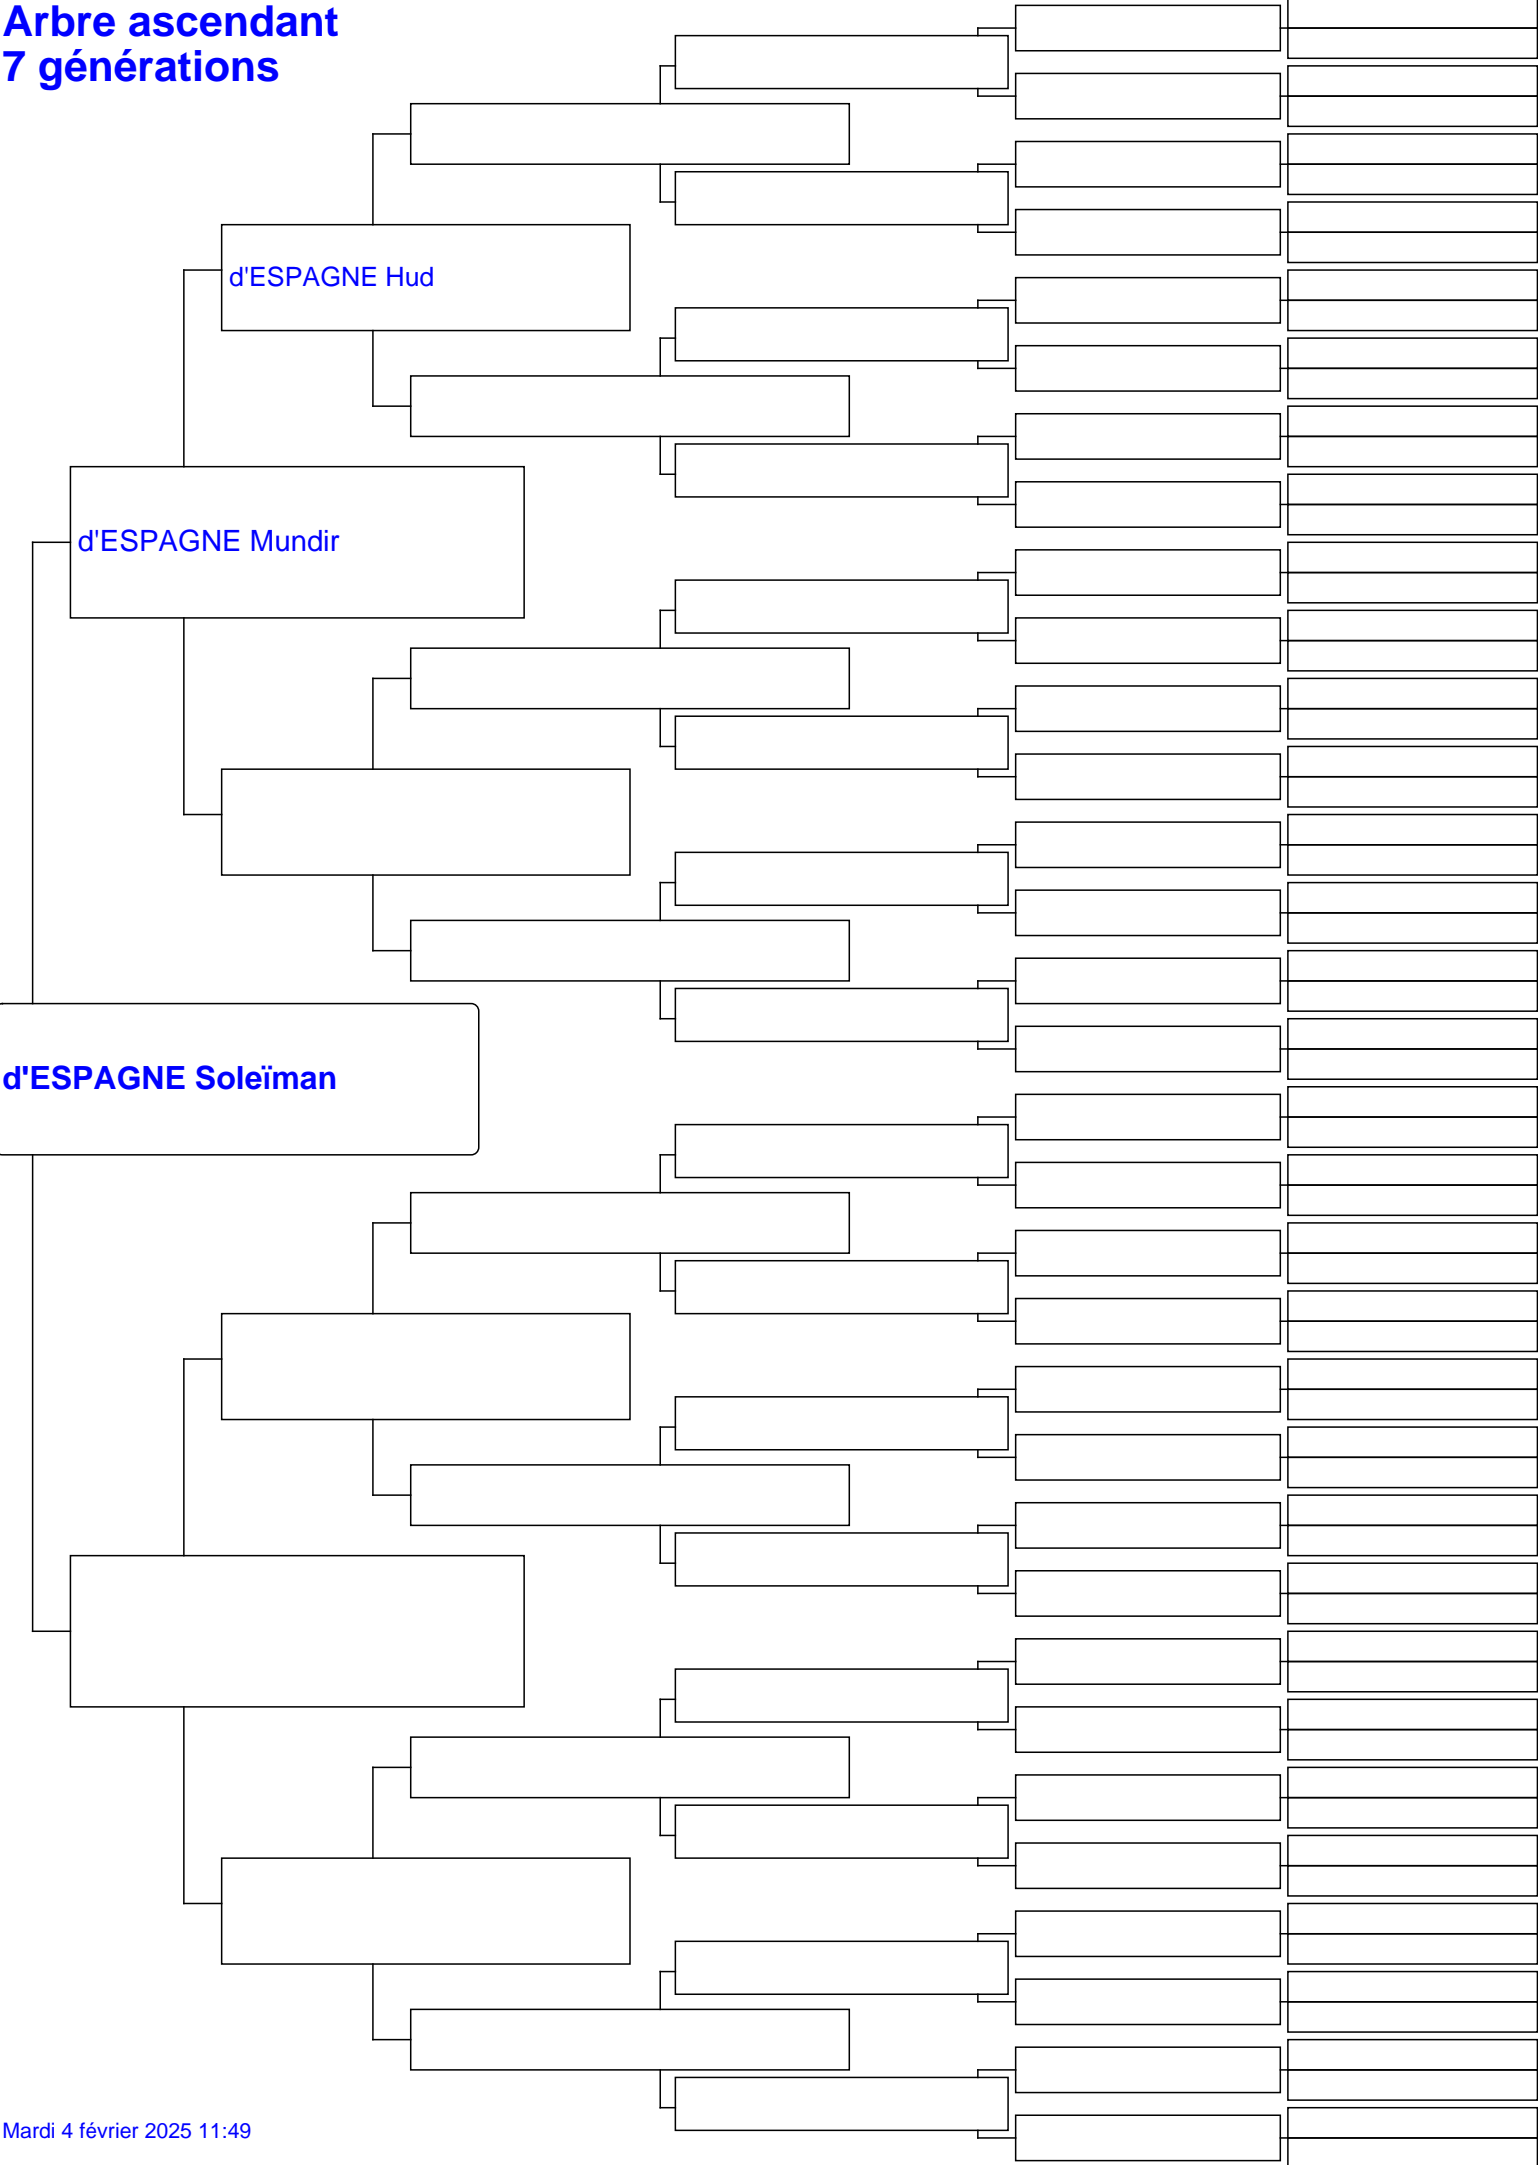 Arbre ascendant
7 générations
d'ESPAGNE Hud
d'ESPAGNE Mundir
d'ESPAGNE Soleïman
Mardi 4 février 2025 11:49